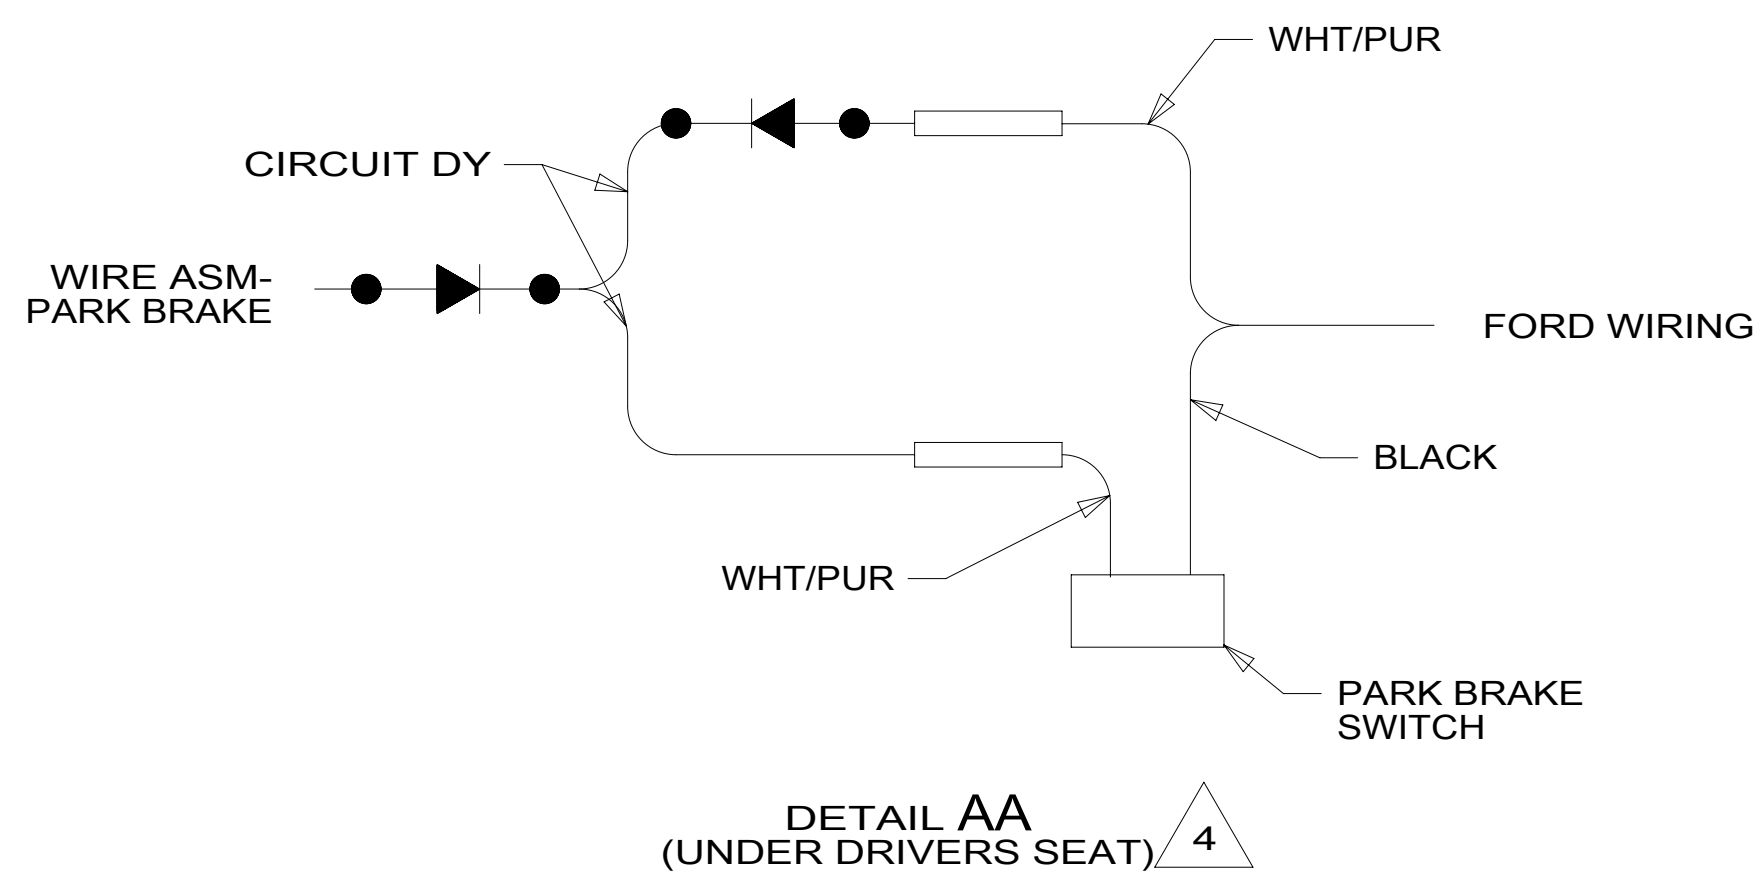 WHT/PUR
CIRCUIT DY
WIRE ASM-
PARK BRAKE
FORD WIRING
BLACK
WHT/PUR
PARK BRAKE
SWITCH
DETAIL AA
(UNDER DRIVERS SEAT)
4